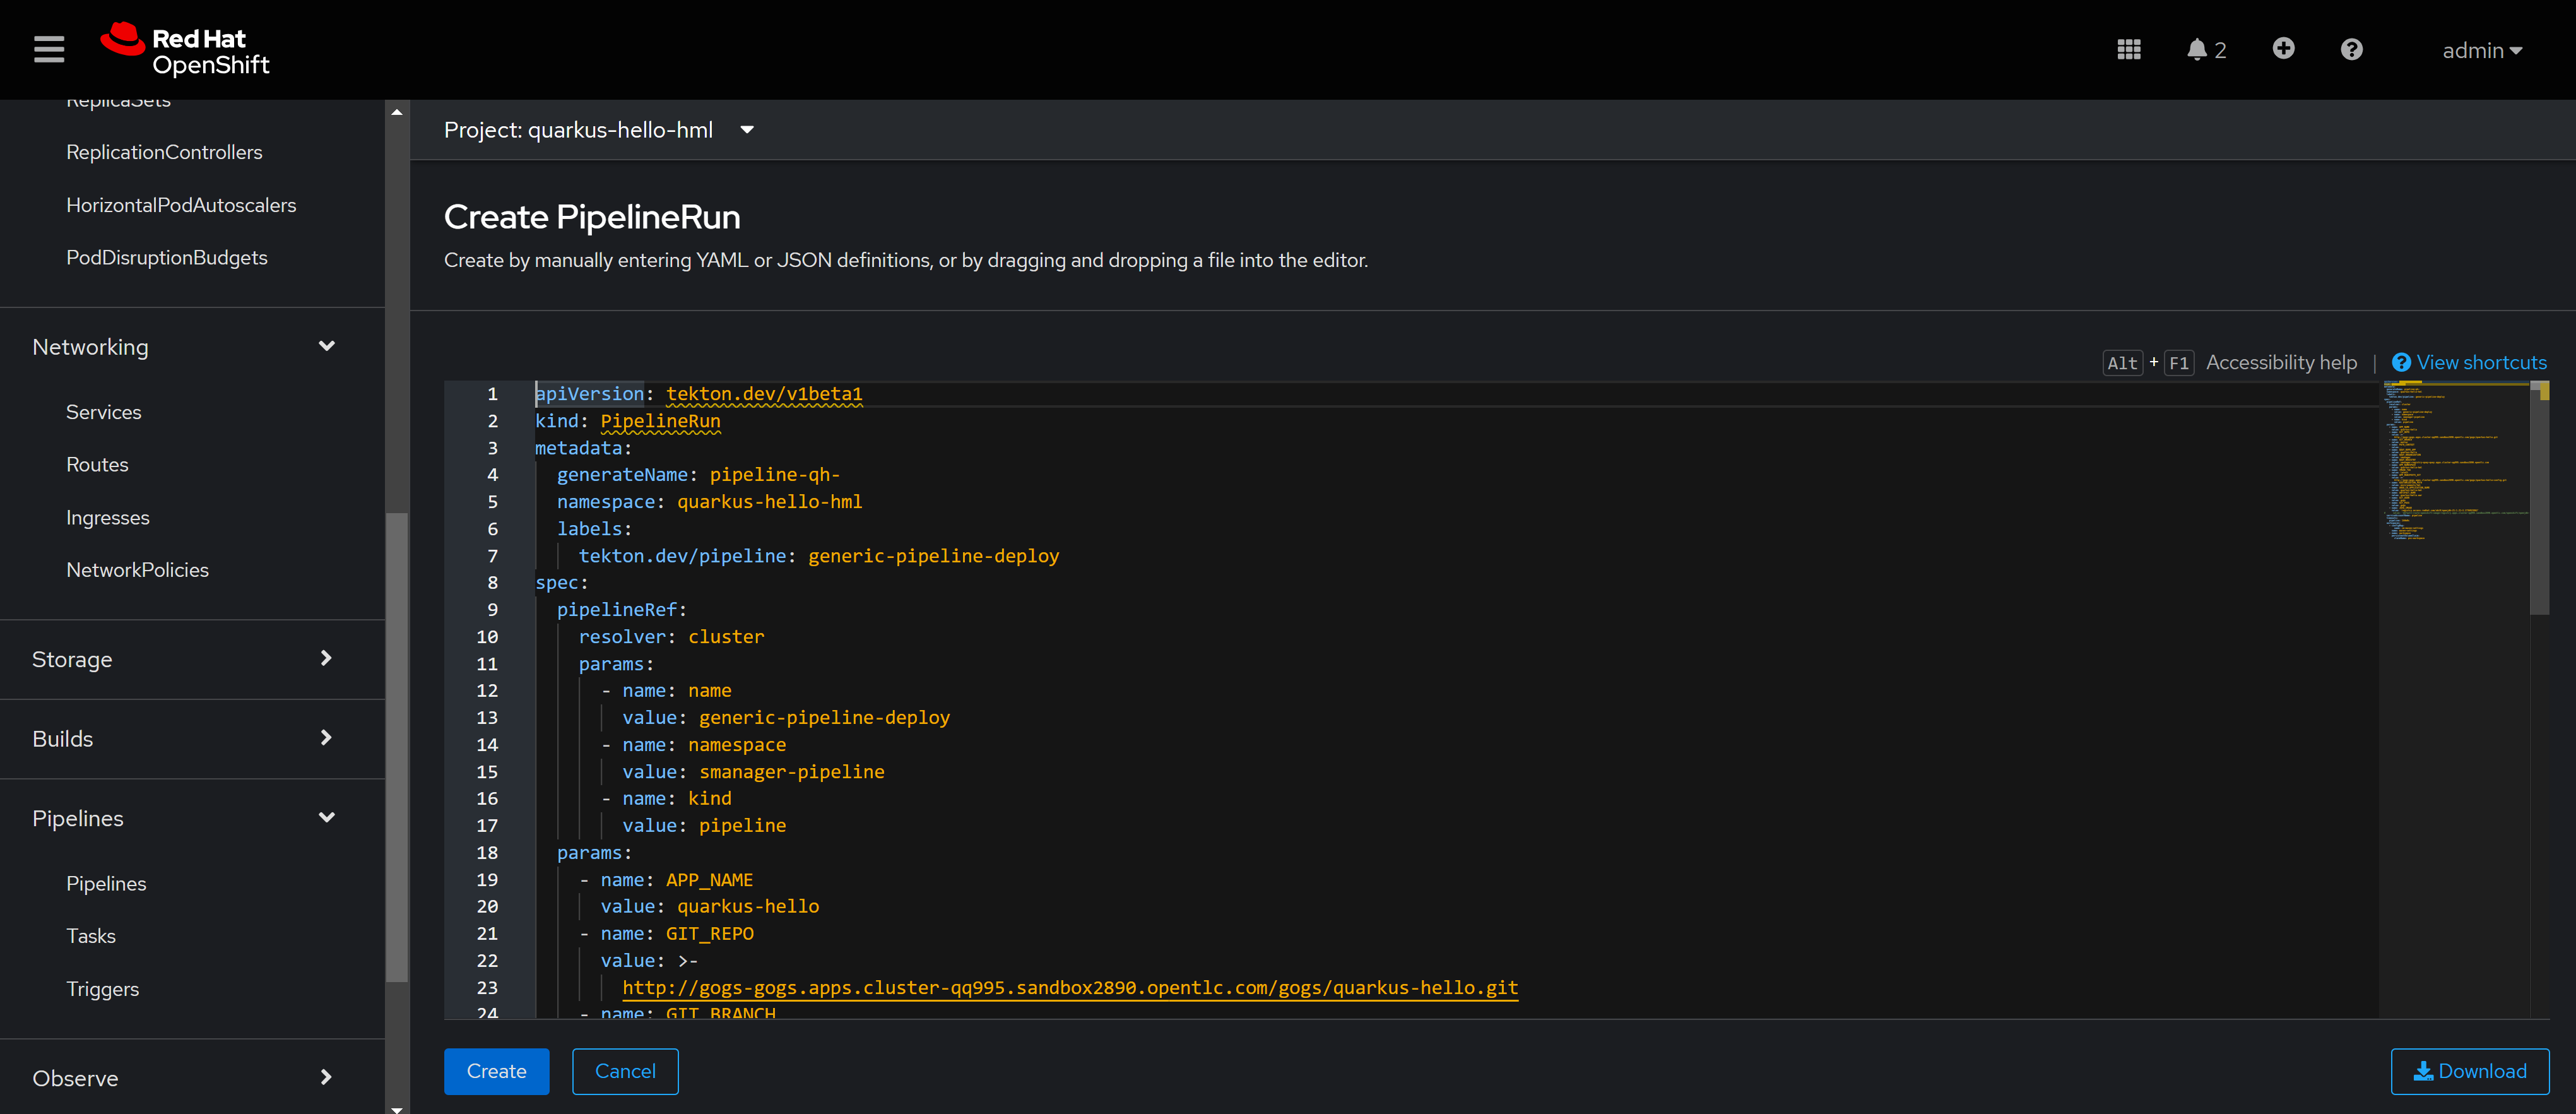 Red Hat
OpenShift
2
admin
ReplicaSets
ReplicationControllers
HorizontalPodAutoscalers
PodDisruptionBudgets
Networking
Services
Routes
Ingresses
NetworkPolicies
Storage
Builds
Pipelines
Pipelines
Tasks
Triggers
Observe
Project: quarkus-hello-hml
Create PipelineRun
Create by manually entering YAML or JSON definitions, or by dragging and dropping a file into the editor.
Alt + F1 Accessibility help | View shortcuts
1 apiVersion: tekton.dev/v1beta1
2 kind: PipelineRun
3 metadata:
4 generateName: pipeline-qh-
5 namespace: quarkus-hello-hml
6 labels:
7 tekton.dev/pipeline: generic-pipeline-deploy
8 spec:
9 pipelineRef:
10 resolver: cluster
11 params:
12 - name: name
13 value: generic-pipeline-deploy
14 - name: namespace
15 value: smanager-pipeline
16 - name: kind
17 value: pipeline
18 params:
19 - name: APP_NAME
20 value: quarkus-hello
21 - name: GIT_REPO
22 value: >-
23 http://gogs-gogs.apps.cluster-qq995.sandbox2890.opentlc.com/gogs/quarkus-hello.git
24 - name: GIT_BRANCH
Create
Cancel
Download